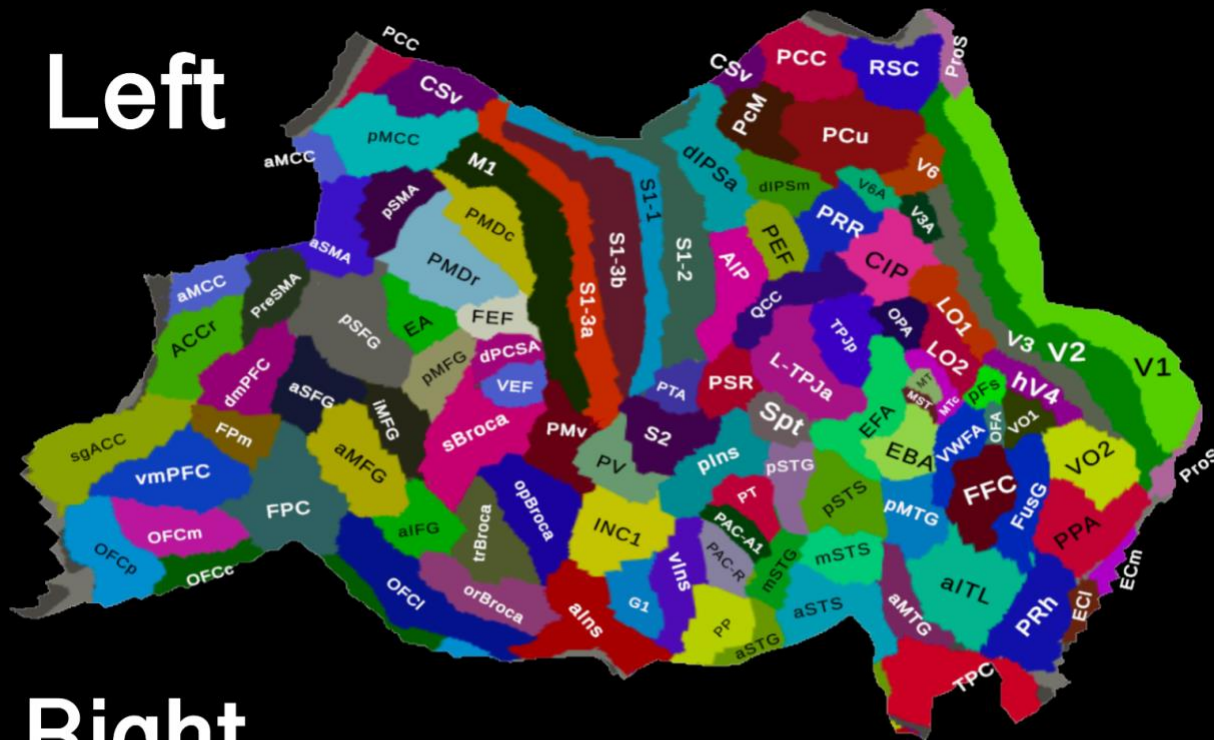 Left
PCC
CSv
pMCC
aMCC
M1
pSMA
PMDc
aSMA
PMDr
aMCC
PreSMA
ACCr
pSFG
EA
FEF
pMFG
dPCSA
VEF
dmPFC
aSFG
iMFG
sBroca
PMv
sgACC
FPm
vmPFC
aMFG
FPC
OFCm
OFCp
OFCc
aIFG
trBroca
opBroca
OFCl
orBroca
aIns
S1-3a
S1-3b
S1-1
S1-2
CSv
PCC
RSC
ProS
PcM
PCu
dIPSa
dIPSm
V6
V6A
V3A
PEF
PRR
AIP
CIP
QCC
TPJp
OPA
LO1
LO2
V3
V2
V1
L-TPJa
PSR
PTA
S2
PV
Spt
pIns
pSTG
EFA
EBA
MT
MST
MTc
pFs
hV4
VWFA
OFA
VO1
VO2
FFC
FusG
PPA
ProS
ECm
INC1
G1
vIns
PT
PAC-A1
PAC-R
mSTG
pSTS
mSTS
pMTG
aSTS
PP
aSTG
aMTG
aITL
PRh
ECl
TPC
Right